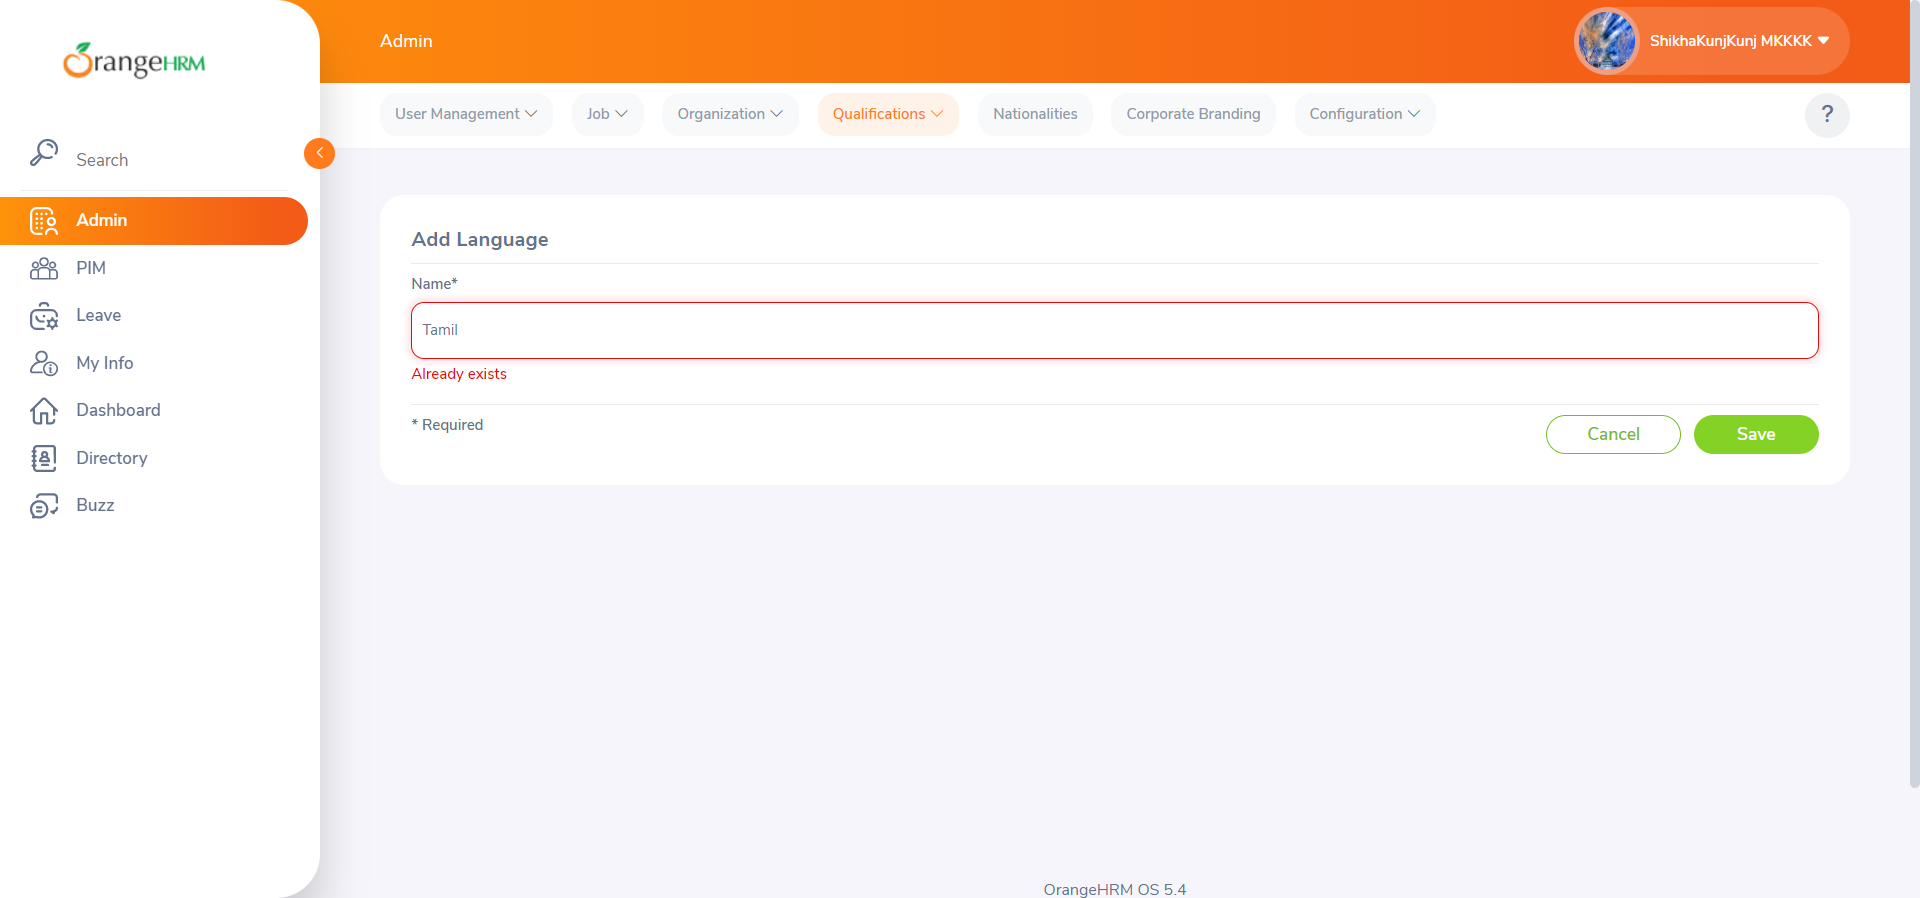 OrangeHRM
Search
Admin
PIM
Leave
My Info
Dashboard
Directory
Buzz
Admin
ShikhaKunjKunj MKKKK
User Management
Job
Organization
Qualifications
Nationalities
Corporate Branding
Configuration
?
Add Language
Name*
Tamil
Already exists
* Required
Cancel
Save
OrangeHRM OS 5.4